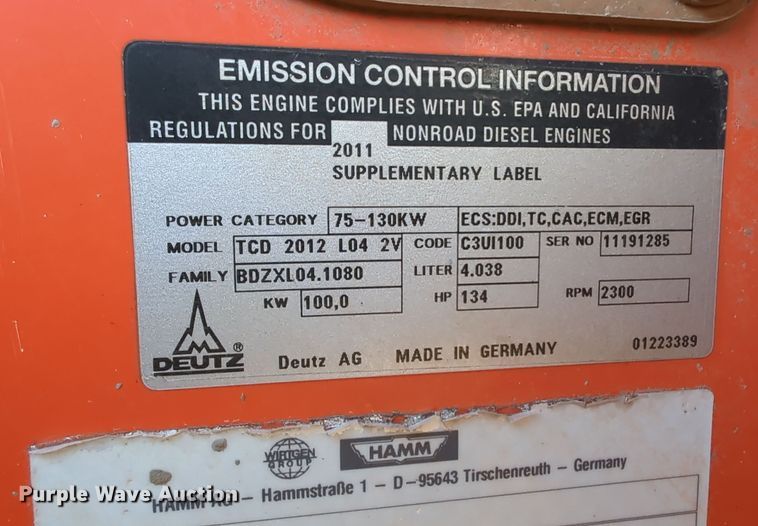 EMISSION CONTROL INFORMATION
THIS ENGINE COMPLIES WITH U.S. EPA AND CALIFORNIA
REGULATIONS FOR NONROAD DIESEL ENGINES
2011
SUPPLEMENTARY LABEL
POWER CATEGORY 75-130KW ECS:DDI,TC,CAC,ECM,EGR
MODEL TCD 2012 L04 2V CODE C3UI100 SER NO 11191285
FAMILY BDZXL04.1080 LITER 4.038
KW 100,0 HP 134 RPM 2300
DEUTZ ® Deutz AG MADE IN GERMANY 01223389
WIRTGEN GROUP HAMM
HAMM AG - Hammstraße 1 - D-95643 Tirschenreuth - Germany
Purple Wave Auction